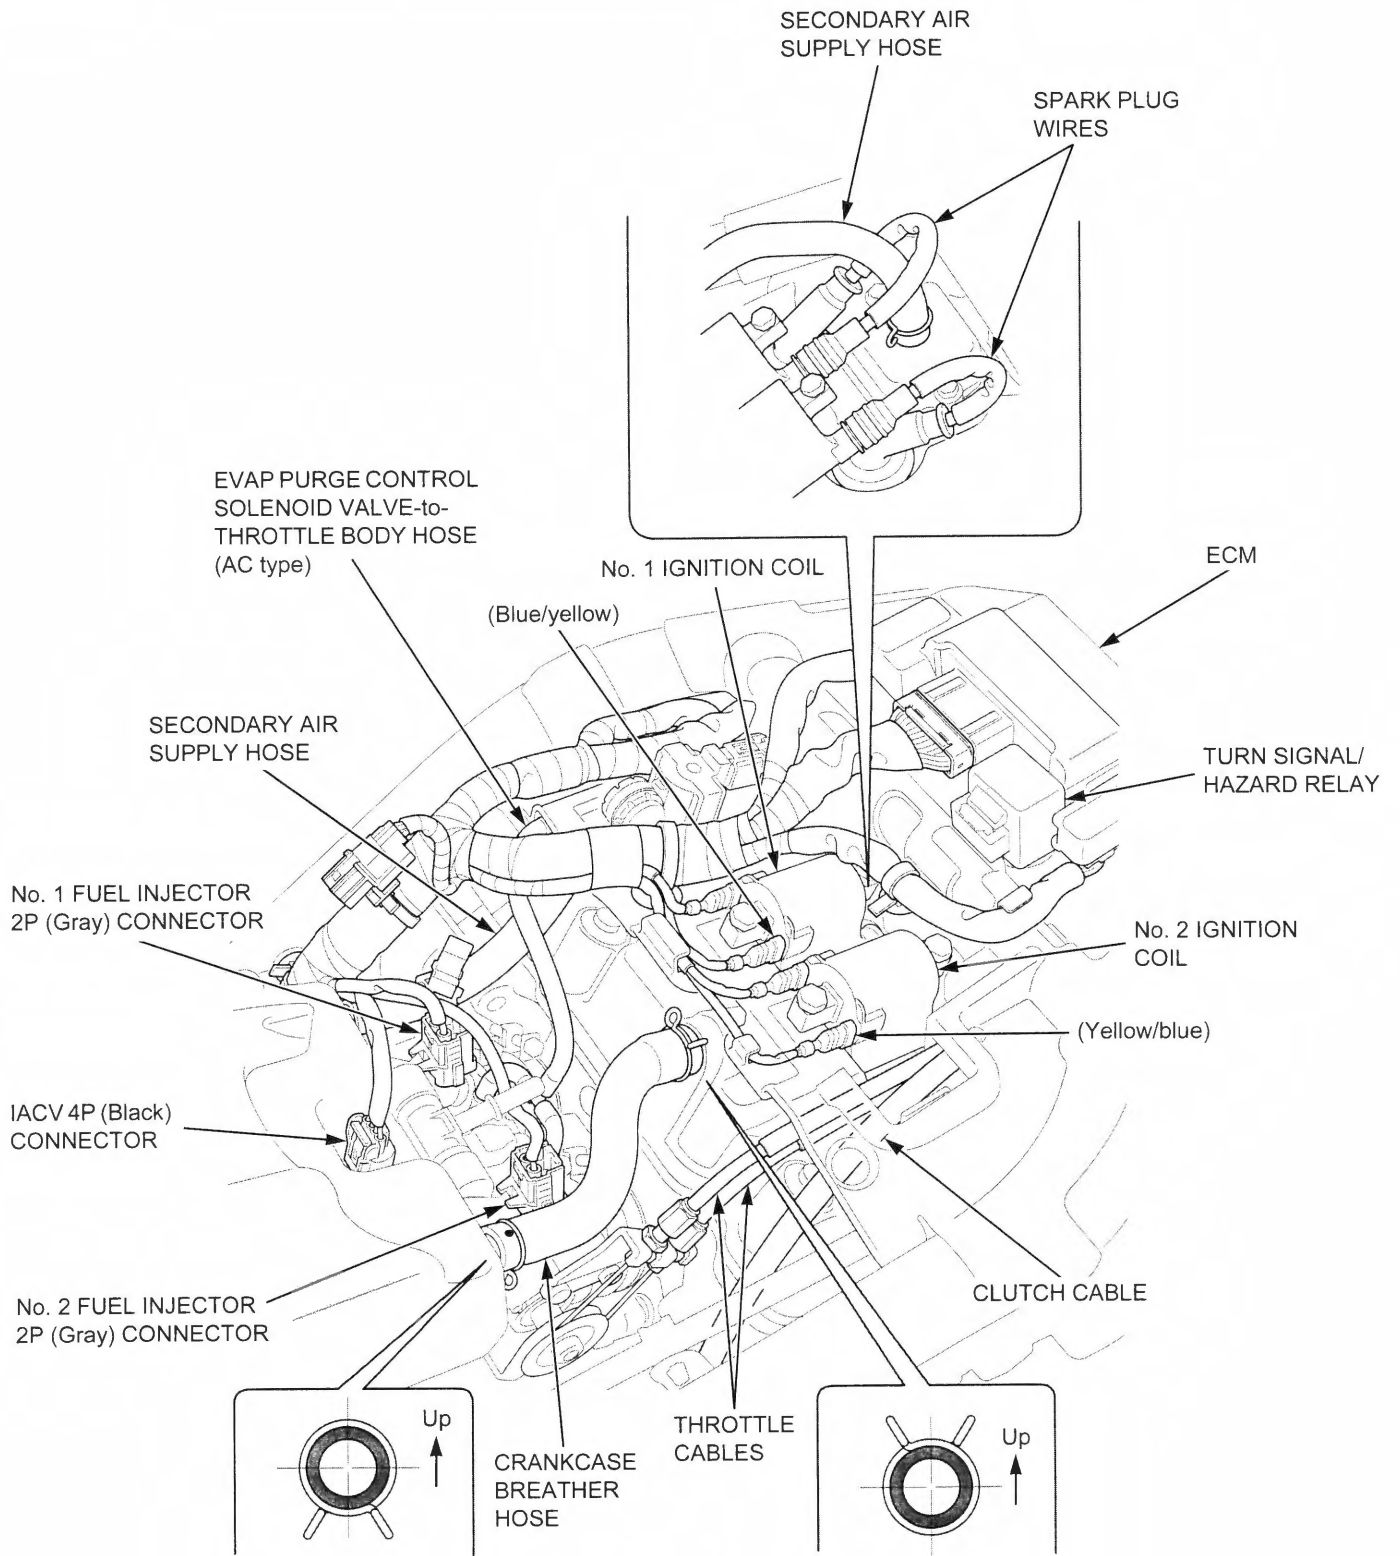 SECONDARY AIR
SUPPLY HOSE
SPARK PLUG
WIRES
EVAP PURGE CONTROL
SOLENOID VALVE-to-
THROTTLE BODY HOSE
(AC type)
No. 1 IGNITION COIL
ECM
(Blue/yellow)
SECONDARY AIR
SUPPLY HOSE
TURN SIGNAL/
HAZARD RELAY
No. 1 FUEL INJECTOR
2P (Gray) CONNECTOR
No. 2 IGNITION
COIL
(Yellow/blue)
IACV 4P (Black)
CONNECTOR
CLUTCH CABLE
No. 2 FUEL INJECTOR
2P (Gray) CONNECTOR
Up
CRANKCASE
BREATHER
HOSE
THROTTLE
CABLES
Up